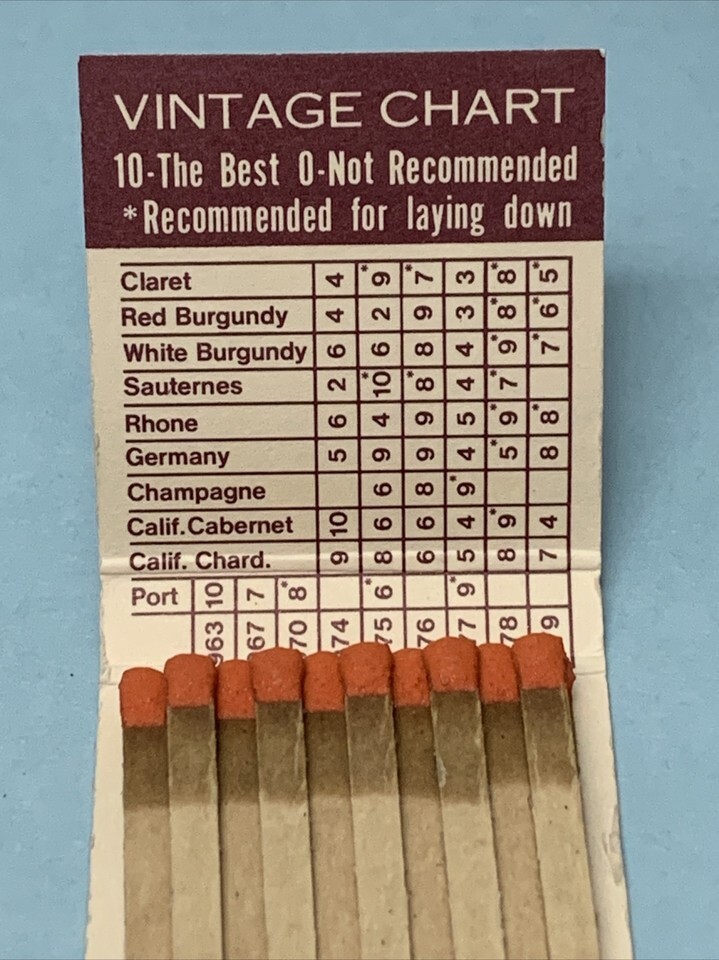 VINTAGE CHART
10-The Best 0-Not Recommended
*Recommended for laying down
Claret 4 *9 *7 3 *8 *5
Red Burgundy 4 2 9 3 *8 *6
White Burgundy 6 6 8 4 *9 *7
Sauternes 2 *10 *8 4 *7
Rhone 6 4 9 5 *9 *8
Germany 5 9 9 4 *5 8
Champagne 6 8 *9
Calif. Cabernet 10 6 6 4 *9 4
Calif. Chard. 9 8 6 5 8 7
Port 10 7 *8 *6 *9
963 67 70 74 75 76 77 78 9